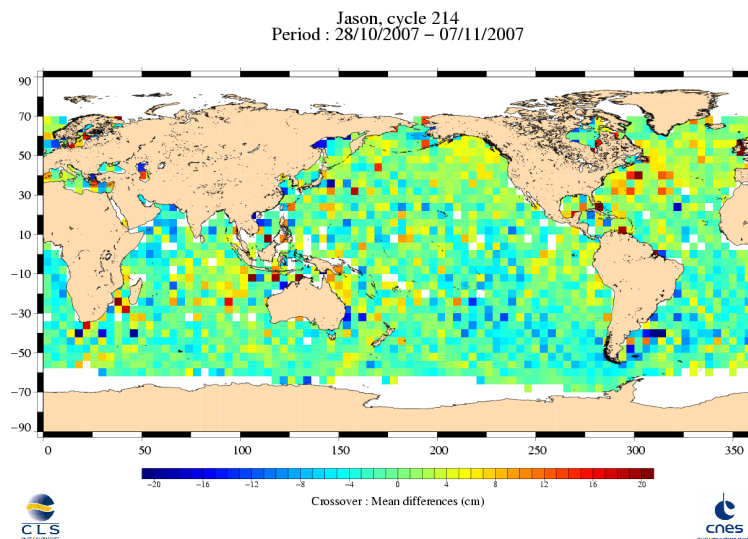 Jason, cycle 214
Period : 28/10/2007 − 07/11/2007
90
70
50
30
10
−10
−30
−50
−70
−90
0 50 100 150 200 250 300 350
−20 −16 −12 −8 −4 0 4 8 12 16 20
Crossover : Mean differences (cm)
CLS
cnes